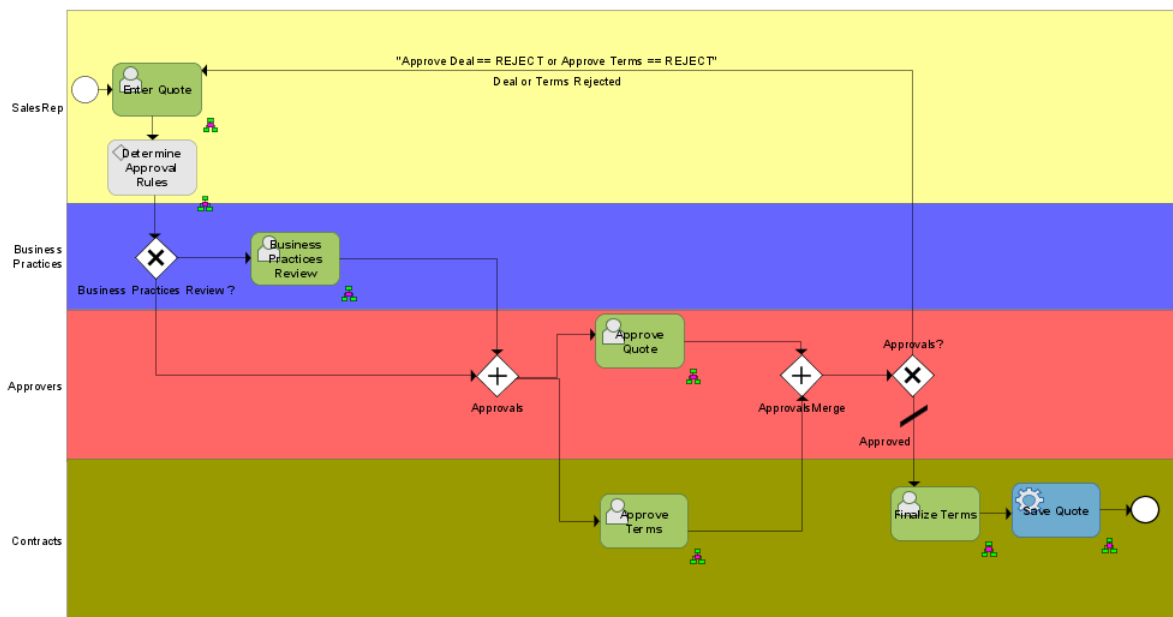 "Approve Deal == REJECT or Approve Terms == REJECT"
Deal or Terms Rejected
SalesRep
Enter Quote
Determine
Approval
Rules
Business
Practices
Business
Practices
Review
Business Practices Review?
Approvers
Approve
Quote
Approvals?
Approvals
ApprovalsMerge
Approved
Contracts
Approve
Terms
Finalize Terms
Save Quote